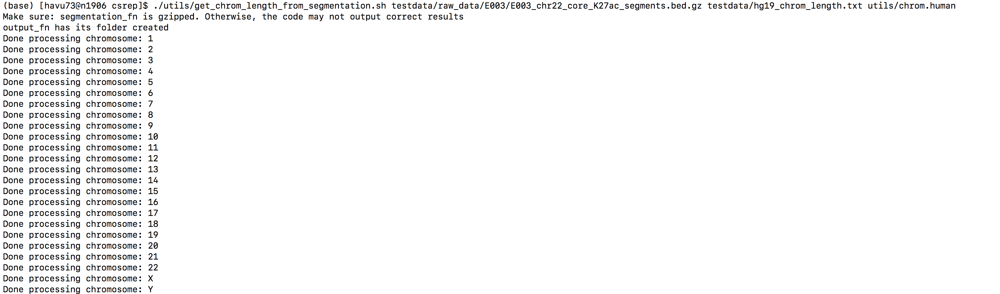 (base) [havu73@n1906 csrep]$ ./utils/get_chrom_length_from_segmentation.sh testdata/raw_data/E003/E003_chr22_core_K27ac_segments.bed.gz testdata/hg19_chrom_length.txt utils/chrom.human
Make sure: segmentation_fn is gzipped. Otherwise, the code may not output correct results
output_fn has its folder created
Done processing chromosome: 1
Done processing chromosome: 2
Done processing chromosome: 3
Done processing chromosome: 4
Done processing chromosome: 5
Done processing chromosome: 6
Done processing chromosome: 7
Done processing chromosome: 8
Done processing chromosome: 9
Done processing chromosome: 10
Done processing chromosome: 11
Done processing chromosome: 12
Done processing chromosome: 13
Done processing chromosome: 14
Done processing chromosome: 15
Done processing chromosome: 16
Done processing chromosome: 17
Done processing chromosome: 18
Done processing chromosome: 19
Done processing chromosome: 20
Done processing chromosome: 21
Done processing chromosome: 22
Done processing chromosome: X
Done processing chromosome: Y